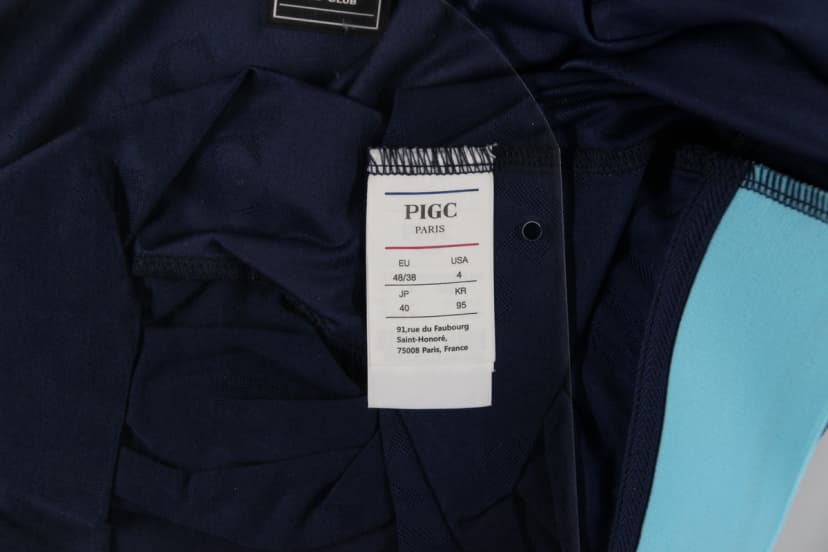 CLUB
PIGC
PARIS
EU USA
48/38 4
JP KR
40 95
91,rue du Faubourg
Saint-Honoré,
75008 Paris, France